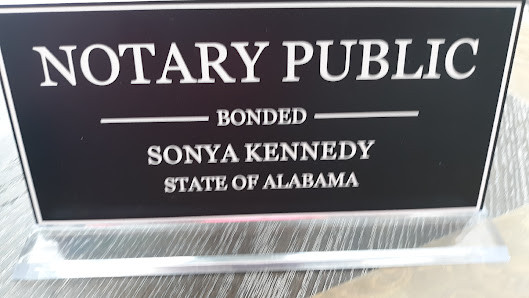 NOTARY PUBLIC
BONDED
SONYA KENNEDY
STATE OF ALABAMA